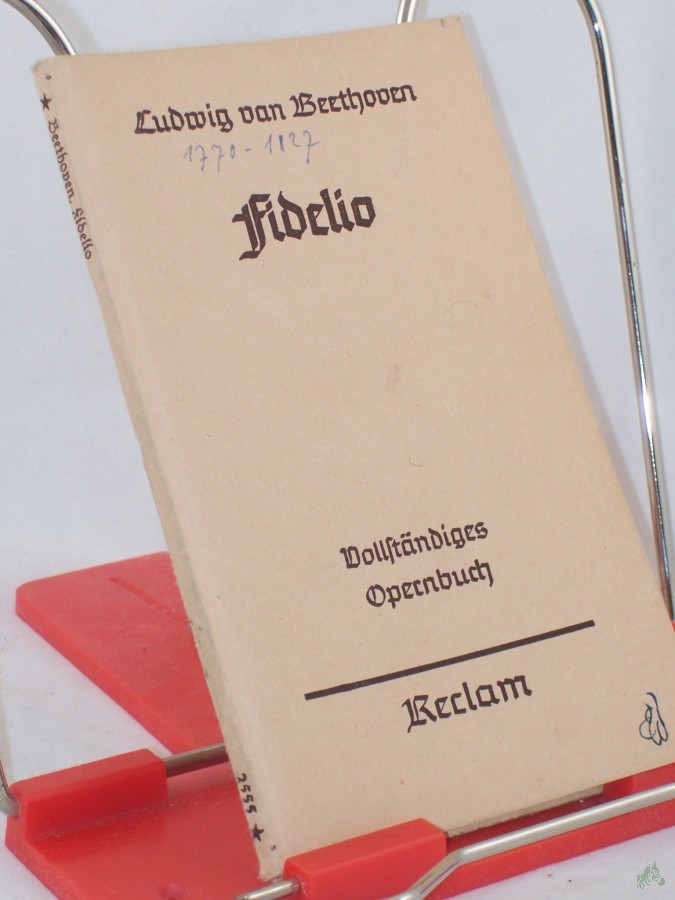 Ludwig van Beethoven
1770 - 1827
Fidelio
Vollständiges
Opernbuch
Reclam
★ Beethoven, Fidelio
2555 ★